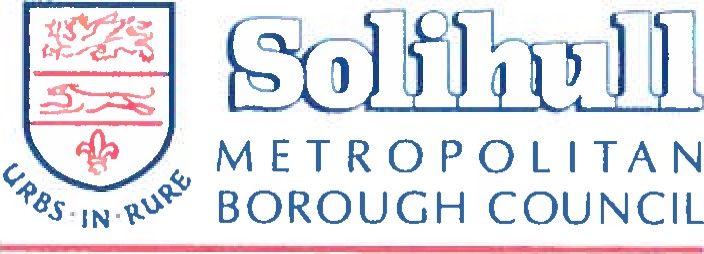 Solihull
METROPOLITAN
BOROUGH COUNCIL
URBS·IN·RURE